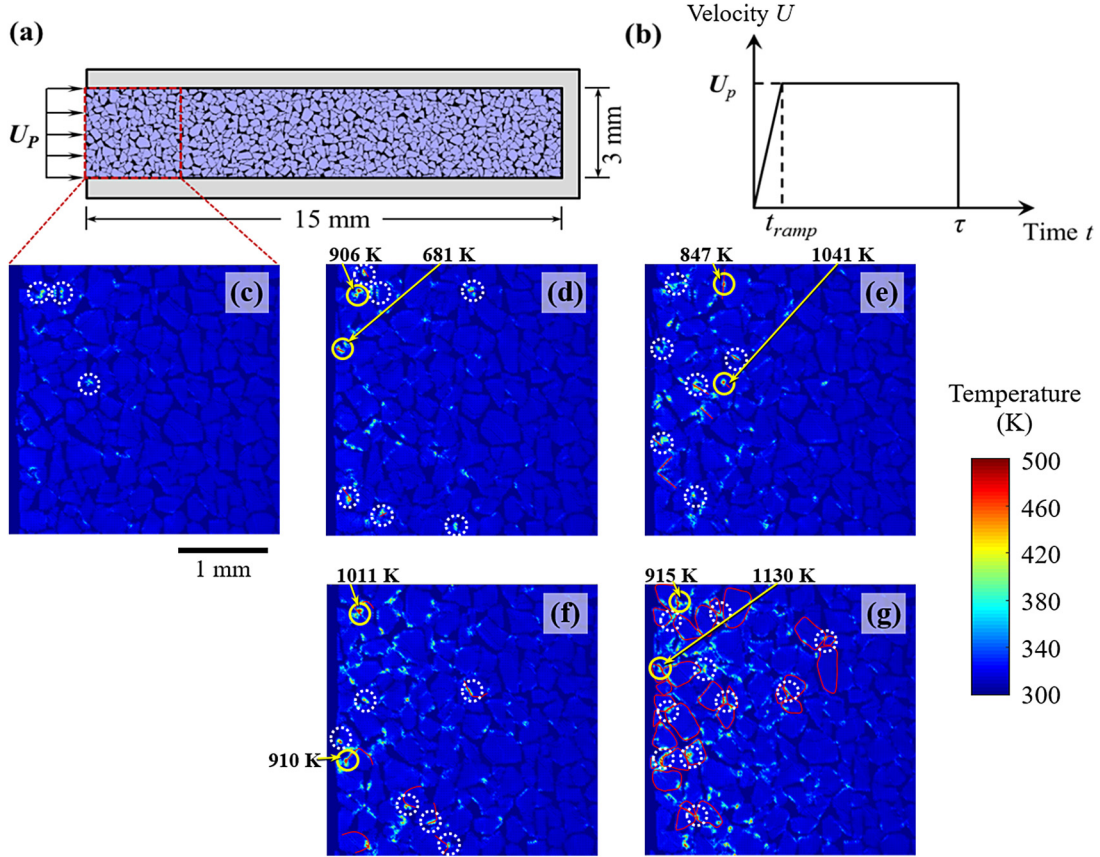 (a)
U_P
3 mm
15 mm
(b)
Velocity U
U_p
t_ramp
τ
Time t
(c)
1 mm
906 K
681 K
(d)
847 K
1041 K
(e)
1011 K
910 K
(f)
915 K
1130 K
(g)
Temperature
(K)
500
460
420
380
340
300